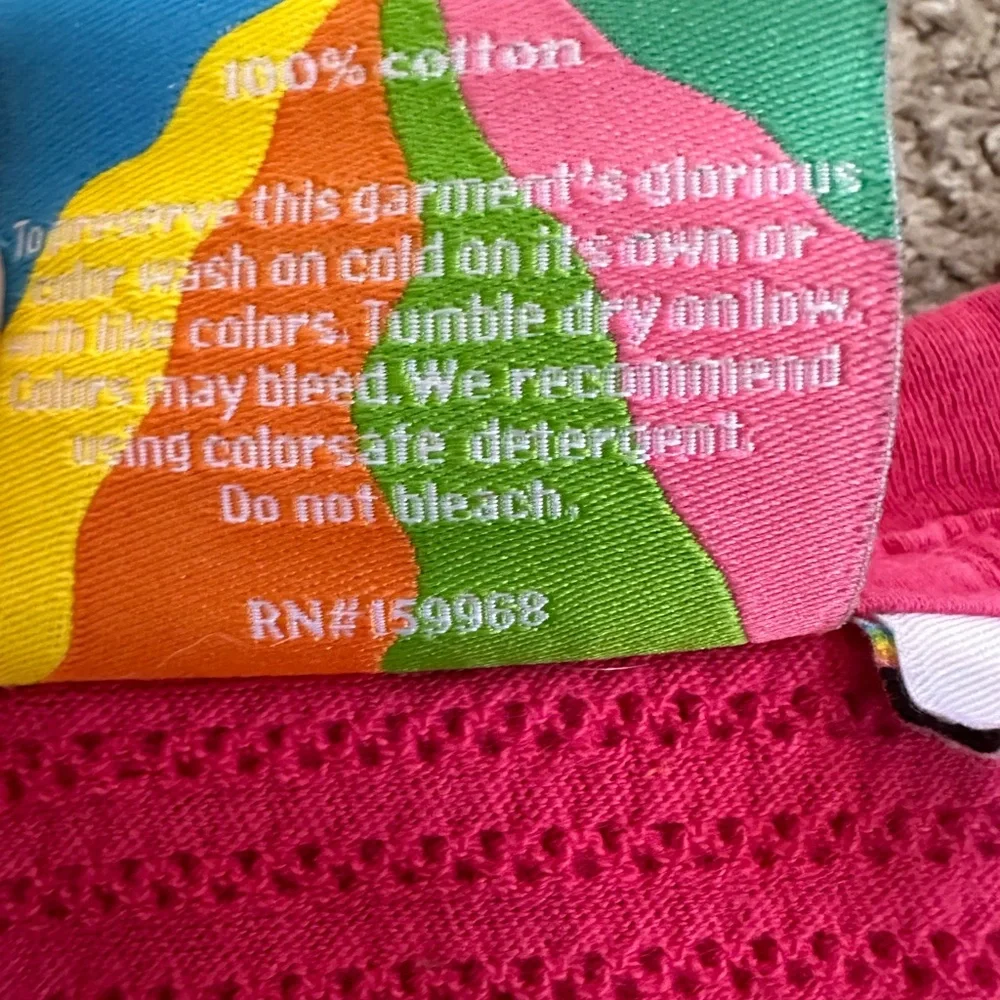 100% cotton
To preserve this garment's glorious
color wash on cold on its own or
with like colors. Tumble dry on low.
Colors may bleed. We recommend
using colorsafe detergent.
Do not bleach.
RN#159968